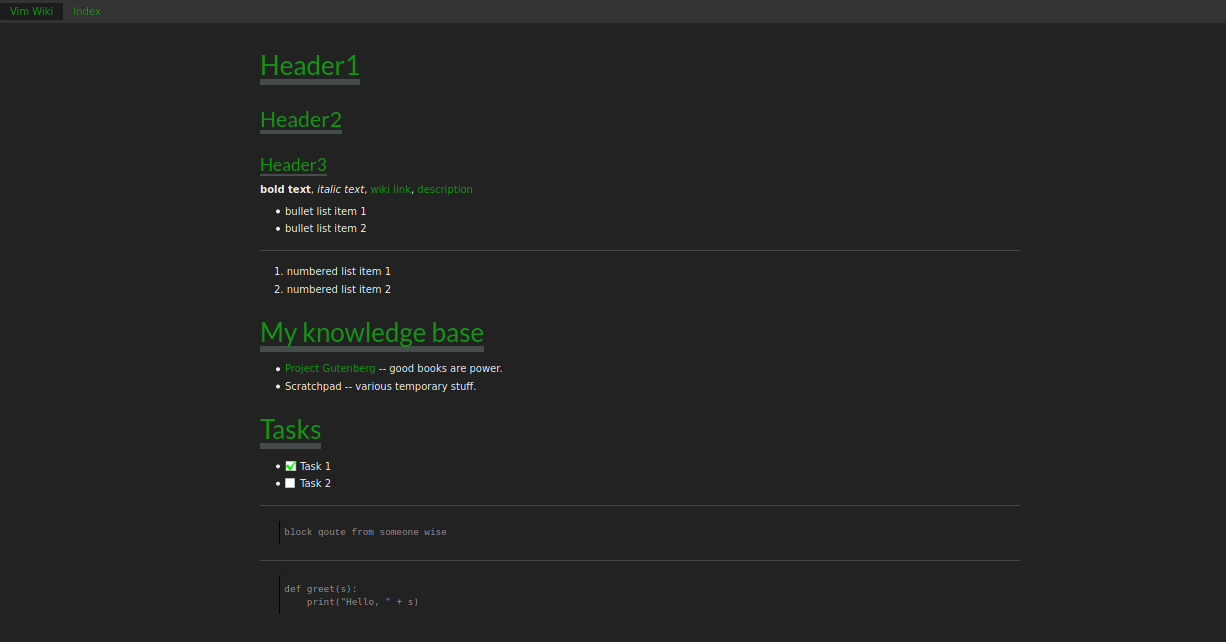 Vim Wiki Index
Header1
Header2
Header3
bold text, italic text, wiki link, description
• bullet list item 1
• bullet list item 2
1. numbered list item 1
2. numbered list item 2
My knowledge base
• Project Gutenberg -- good books are power.
• Scratchpad -- various temporary stuff.
Tasks
• Task 1
• Task 2
block qoute from someone wise
def greet(s):
    print("Hello, " + s)